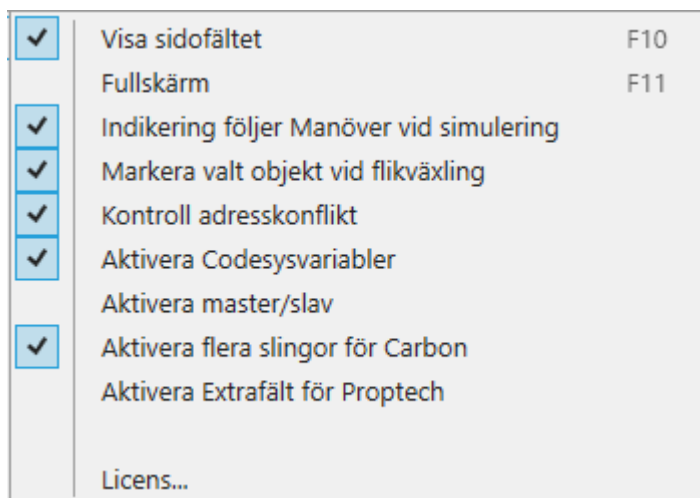 Visa sidofältet F10
Fullskärm F11
Indikering följer Manöver vid simulering
Markera valt objekt vid flikväxling
Kontroll adresskonflikt
Aktivera Codesysvariabler
Aktivera master/slav
Aktivera flera slingor för Carbon
Aktivera Extrafält för Proptech
Licens...